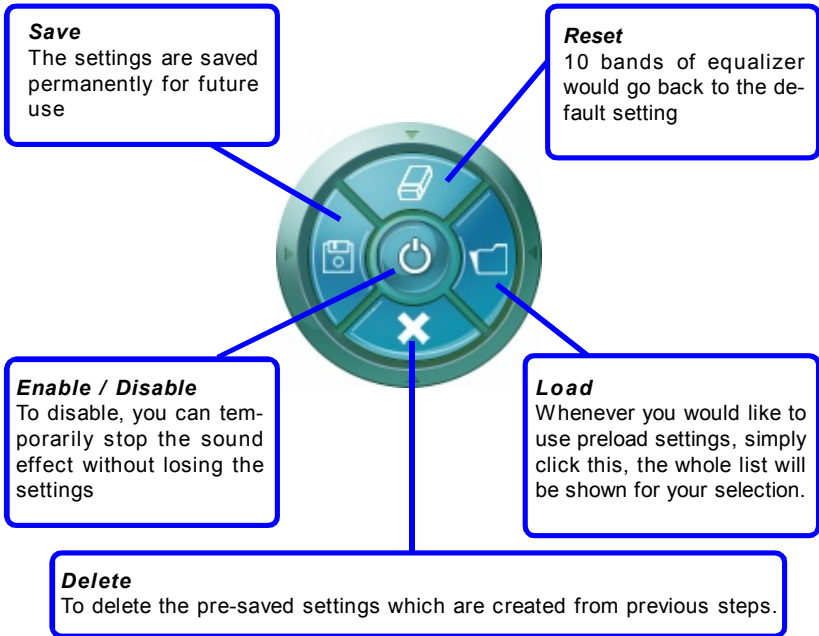 Save
The settings are saved
permanently for future
use
Reset
10 bands of equalizer
would go back to the de-
fault setting
Enable / Disable
To disable, you can tem-
porarily stop the sound
effect without losing the
settings
Load
Whenever you would like to
use preload settings, simply
click this, the whole list will
be shown for your selection.
Delete
To delete the pre-saved settings which are created from previous steps.